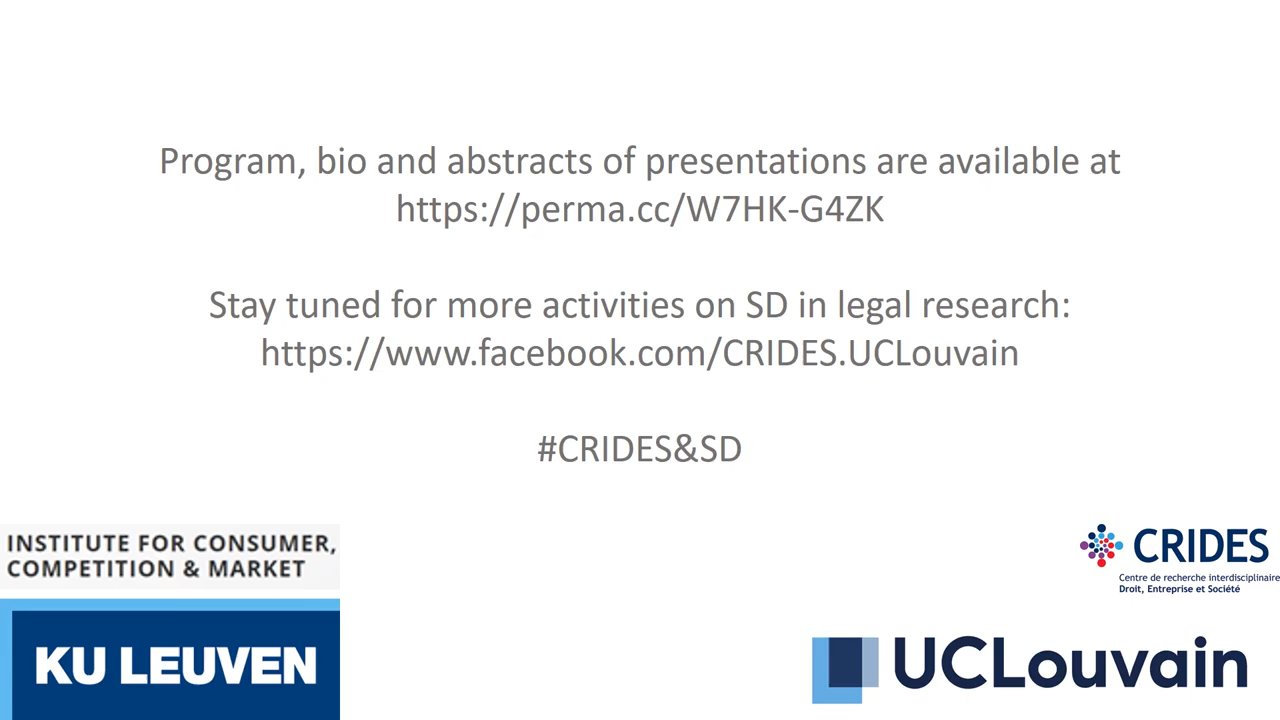 Program, bio and abstracts of presentations are available at
https://perma.cc/W7HK-G4ZK
Stay tuned for more activities on SD in legal research:
https://www.facebook.com/CRIDES.UCLouvain
#CRIDES&SD
INSTITUTE FOR CONSUMER,
COMPETITION & MARKET
KU LEUVEN
CRIDES
Centre de recherche interdisciplinaire
Droit, Entreprise et Société
UCLouvain